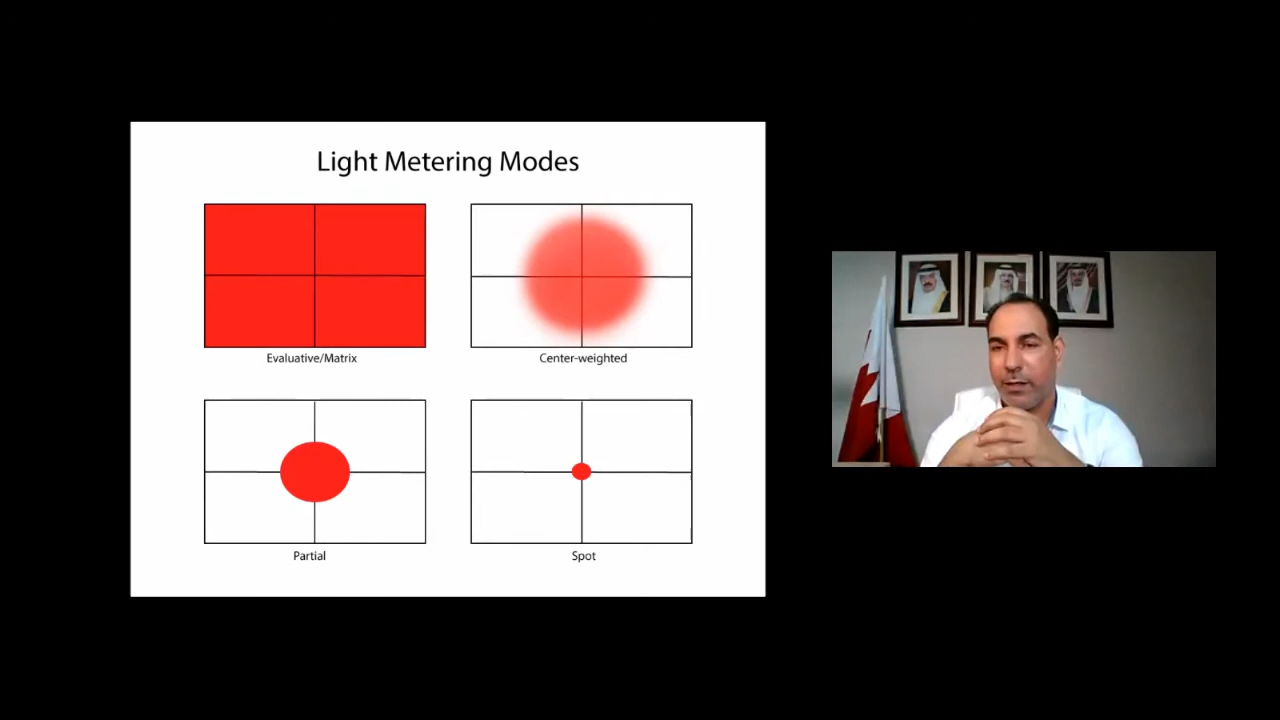 Light Metering Modes
Evaluative/Matrix
Center-weighted
Partial
Spot